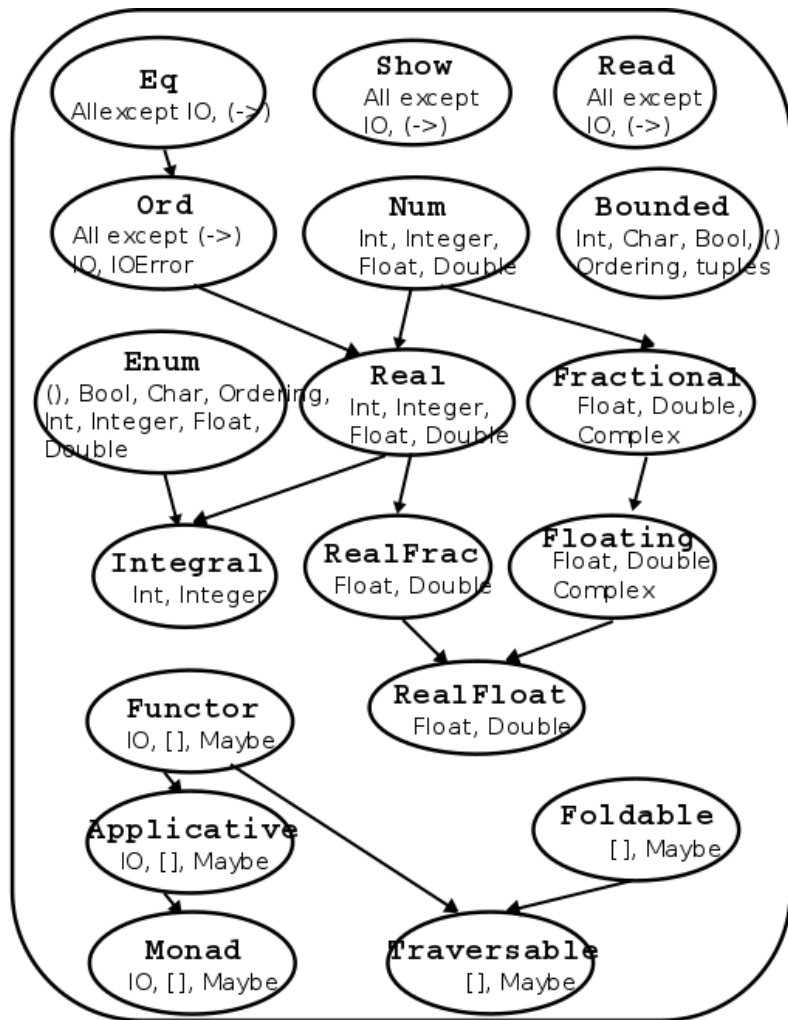 Eq
All except IO, (->)
Show
All except
IO, (->)
Read
All except
IO, (->)
Ord
All except (->)
IO, IOError
Num
Int, Integer,
Float, Double
Bounded
Int, Char, Bool, ()
Ordering, tuples
Enum
(), Bool, Char, Ordering,
Int, Integer, Float,
Double
Real
Int, Integer,
Float, Double
Fractional
Float, Double,
Complex
Integral
Int, Integer
RealFrac
Float, Double
Floating
Float, Double
Complex
RealFloat
Float, Double
Functor
IO, [], Maybe
Applicative
IO, [], Maybe
Foldable
[], Maybe
Monad
IO, [], Maybe
Traversable
[], Maybe